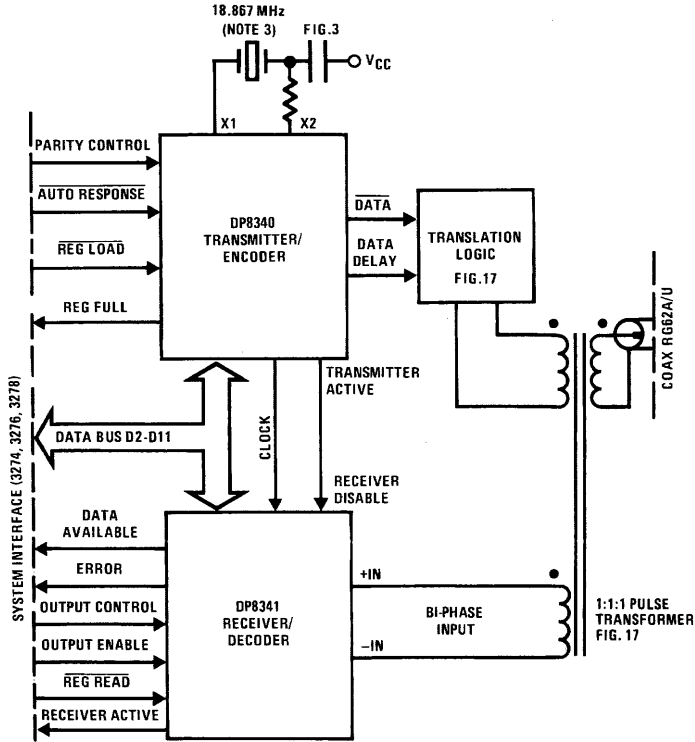 18.867 MHz
(NOTE 3)
FIG.3
VCC
X1
X2
PARITY CONTROL
AUTO RESPONSE
REG LOAD
REG FULL
DP8340
TRANSMITTER/
ENCODER
DATA
DATA
DELAY
TRANSLATION
LOGIC
FIG.17
COAX RG62A/U
TRANSMITTER
ACTIVE
SYSTEM INTERFACE (3274, 3276, 3278)
DATA BUS D2-D11
CLOCK
RECEIVER
DISABLE
DATA
AVAILABLE
ERROR
OUTPUT CONTROL
OUTPUT ENABLE
REG READ
RECEIVER ACTIVE
DP8341
RECEIVER/
DECODER
+IN
BI-PHASE
INPUT
−IN
1:1:1 PULSE
TRANSFORMER
FIG. 17